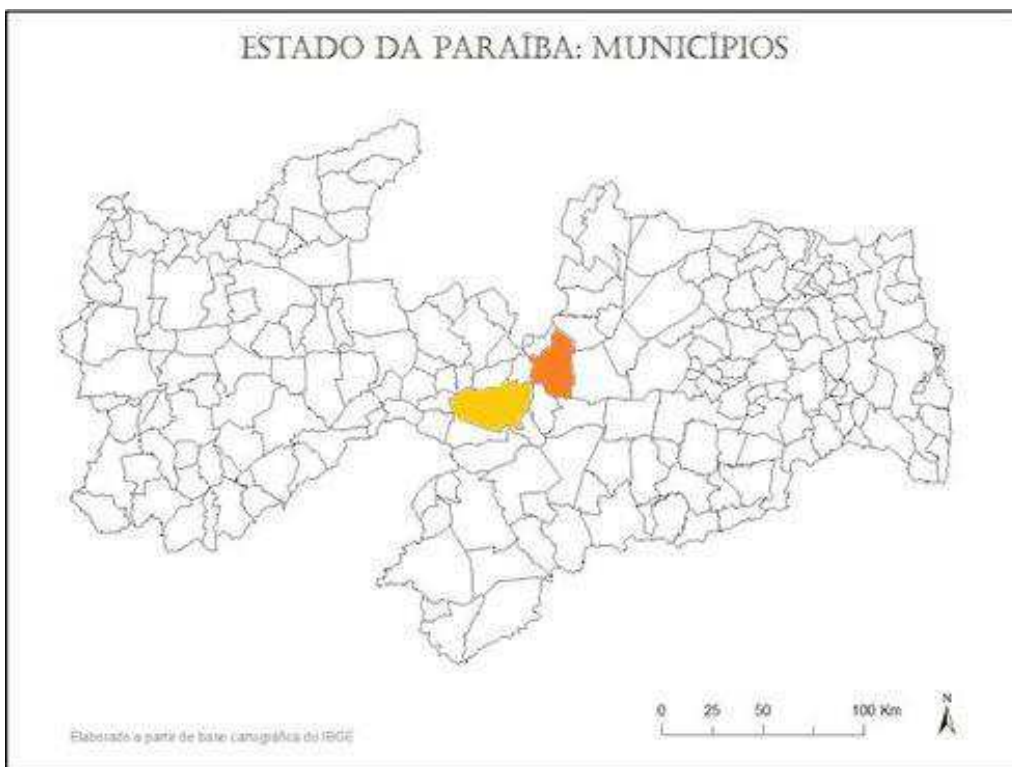 ESTADO DA PARAÍBA: MUNICÍPIOS
N
0 25 50 100 Km
Elaborado a partir de base cartográfica do IBGE